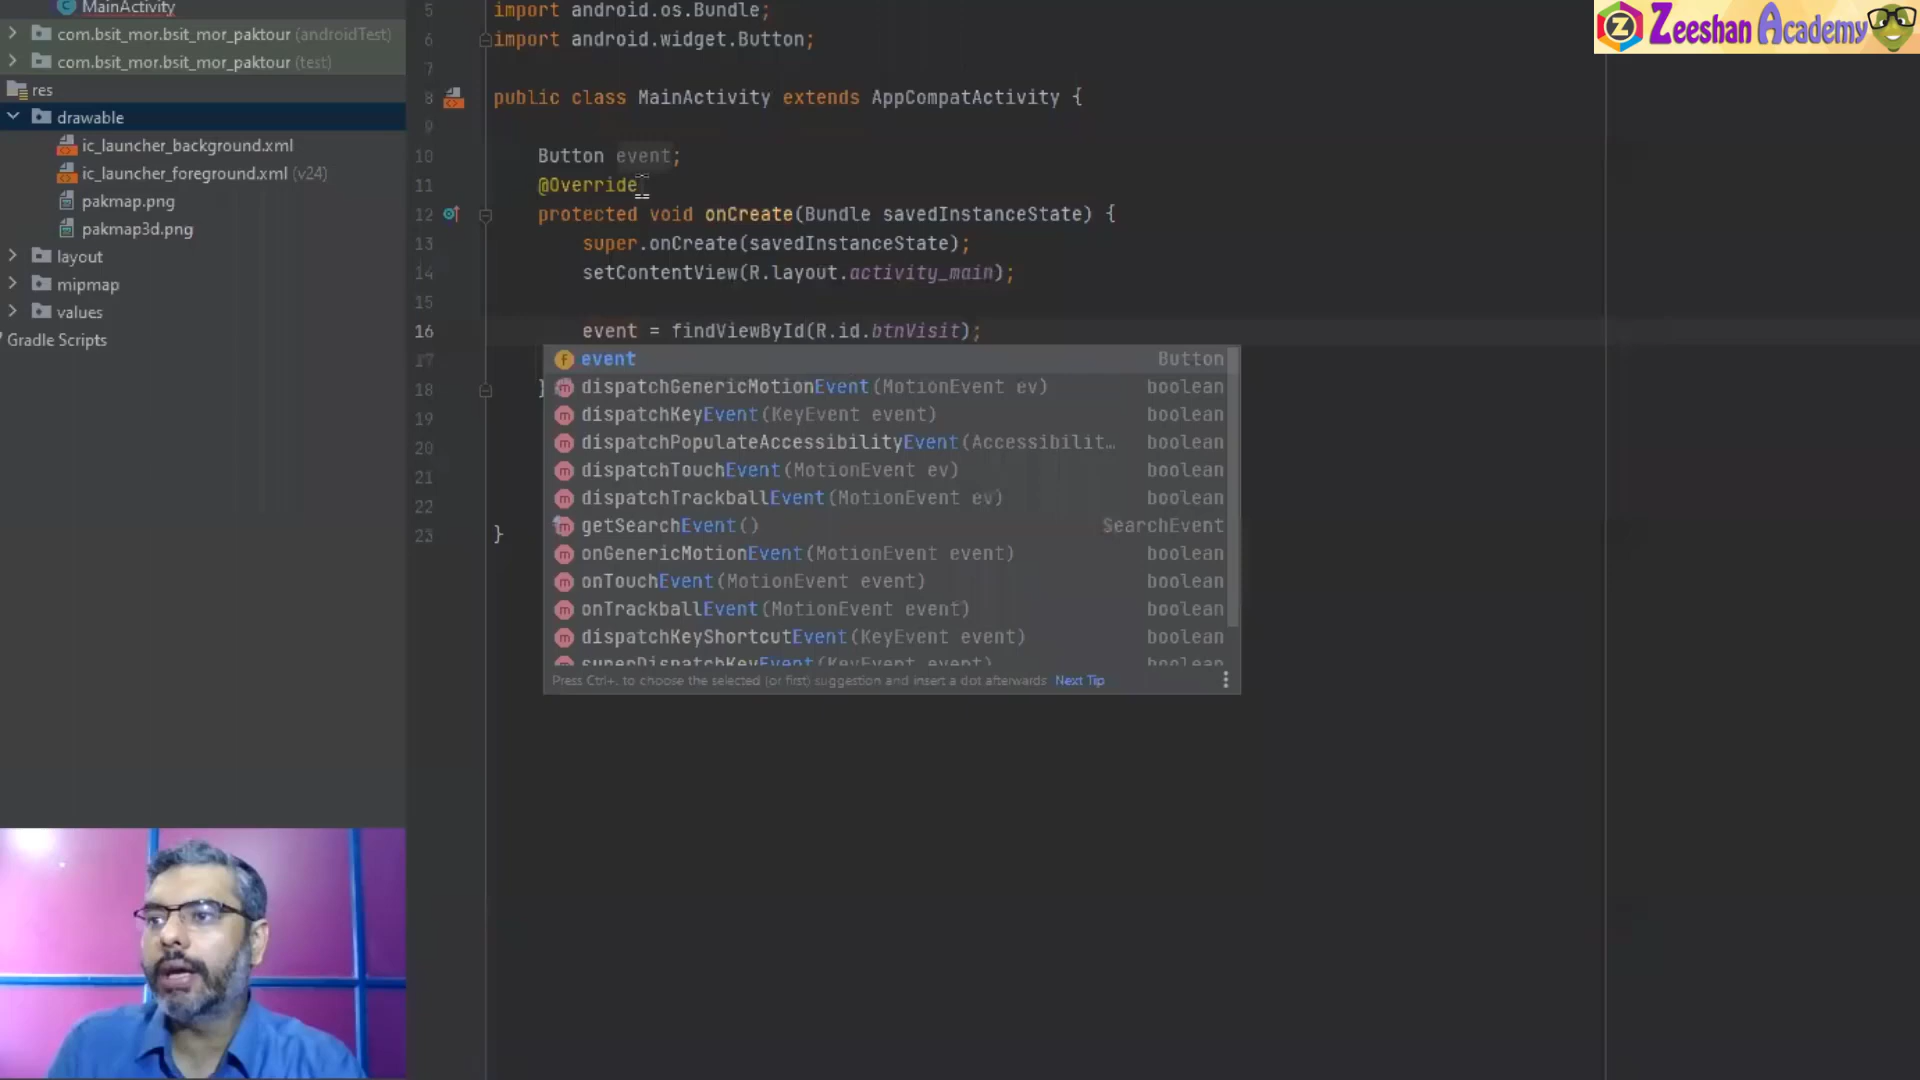 MainActivity
com.bsit_mor.bsit_mor_paktour (androidTest)
com.bsit_mor.bsit_mor_paktour (test)
res
drawable
ic_launcher_background.xml
ic_launcher_foreground.xml (v24)
pakmap.png
pakmap3d.png
layout
mipmap
values
Gradle Scripts
5 import android.os.Bundle;
6 import android.widget.Button;
7
8 public class MainActivity extends AppCompatActivity {
9
10 Button event;
11 @Override
12 protected void onCreate(Bundle savedInstanceState) {
13 super.onCreate(savedInstanceState);
14 setContentView(R.layout.activity_main);
15
16 event = findViewById(R.id.btnVisit);
17
18 }
19
20
21
22
23 }
event Button
dispatchGenericMotionEvent(MotionEvent ev) boolean
dispatchKeyEvent(KeyEvent event) boolean
dispatchPopulateAccessibilityEvent(Accessibilit… boolean
dispatchTouchEvent(MotionEvent ev) boolean
dispatchTrackballEvent(MotionEvent ev) boolean
getSearchEvent() SearchEvent
onGenericMotionEvent(MotionEvent event) boolean
onTouchEvent(MotionEvent event) boolean
onTrackballEvent(MotionEvent event) boolean
dispatchKeyShortcutEvent(KeyEvent event) boolean
superDispatchKeyEvent(KeyEvent event) boolean
Press Ctrl+. to choose the selected (or first) suggestion and insert a dot afterwards Next Tip
Zeeshan Academy